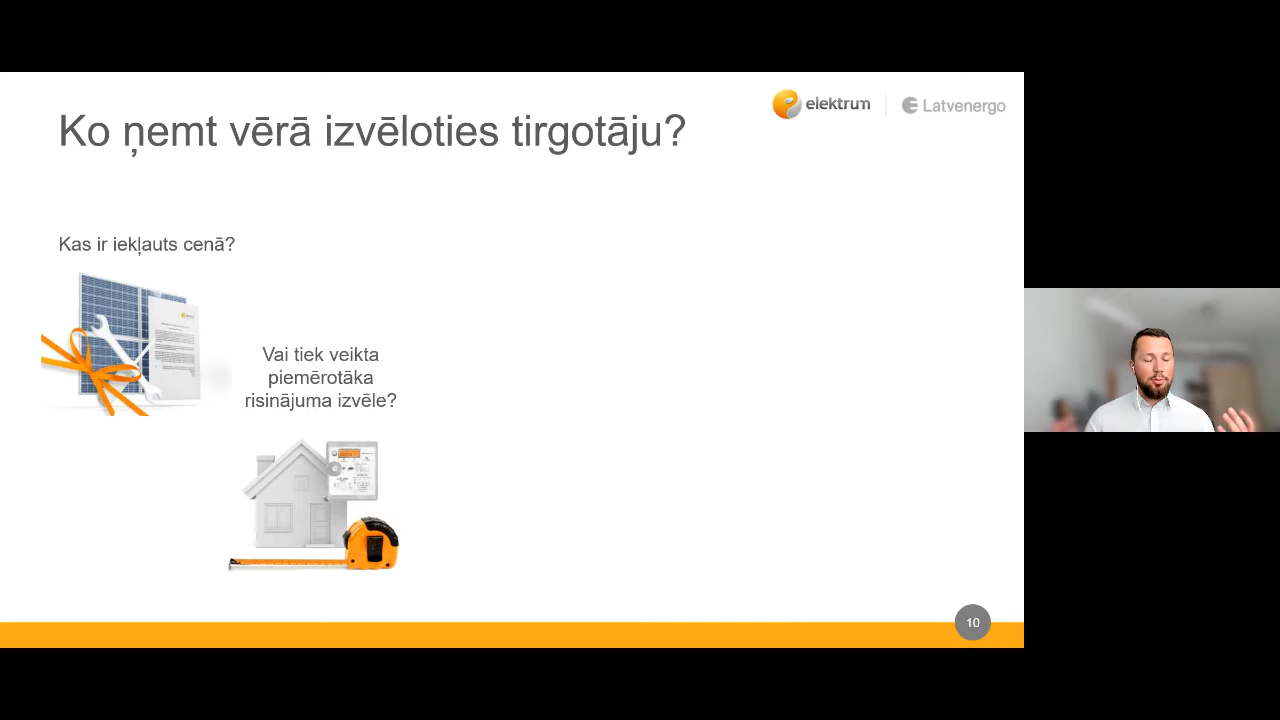 elektrum
Latvenergo
Ko ņemt vērā izvēloties tirgotāju?
Kas ir iekļauts cenā?
Vai tiek veikta
piemērotāka
risinājuma izvēle?
10